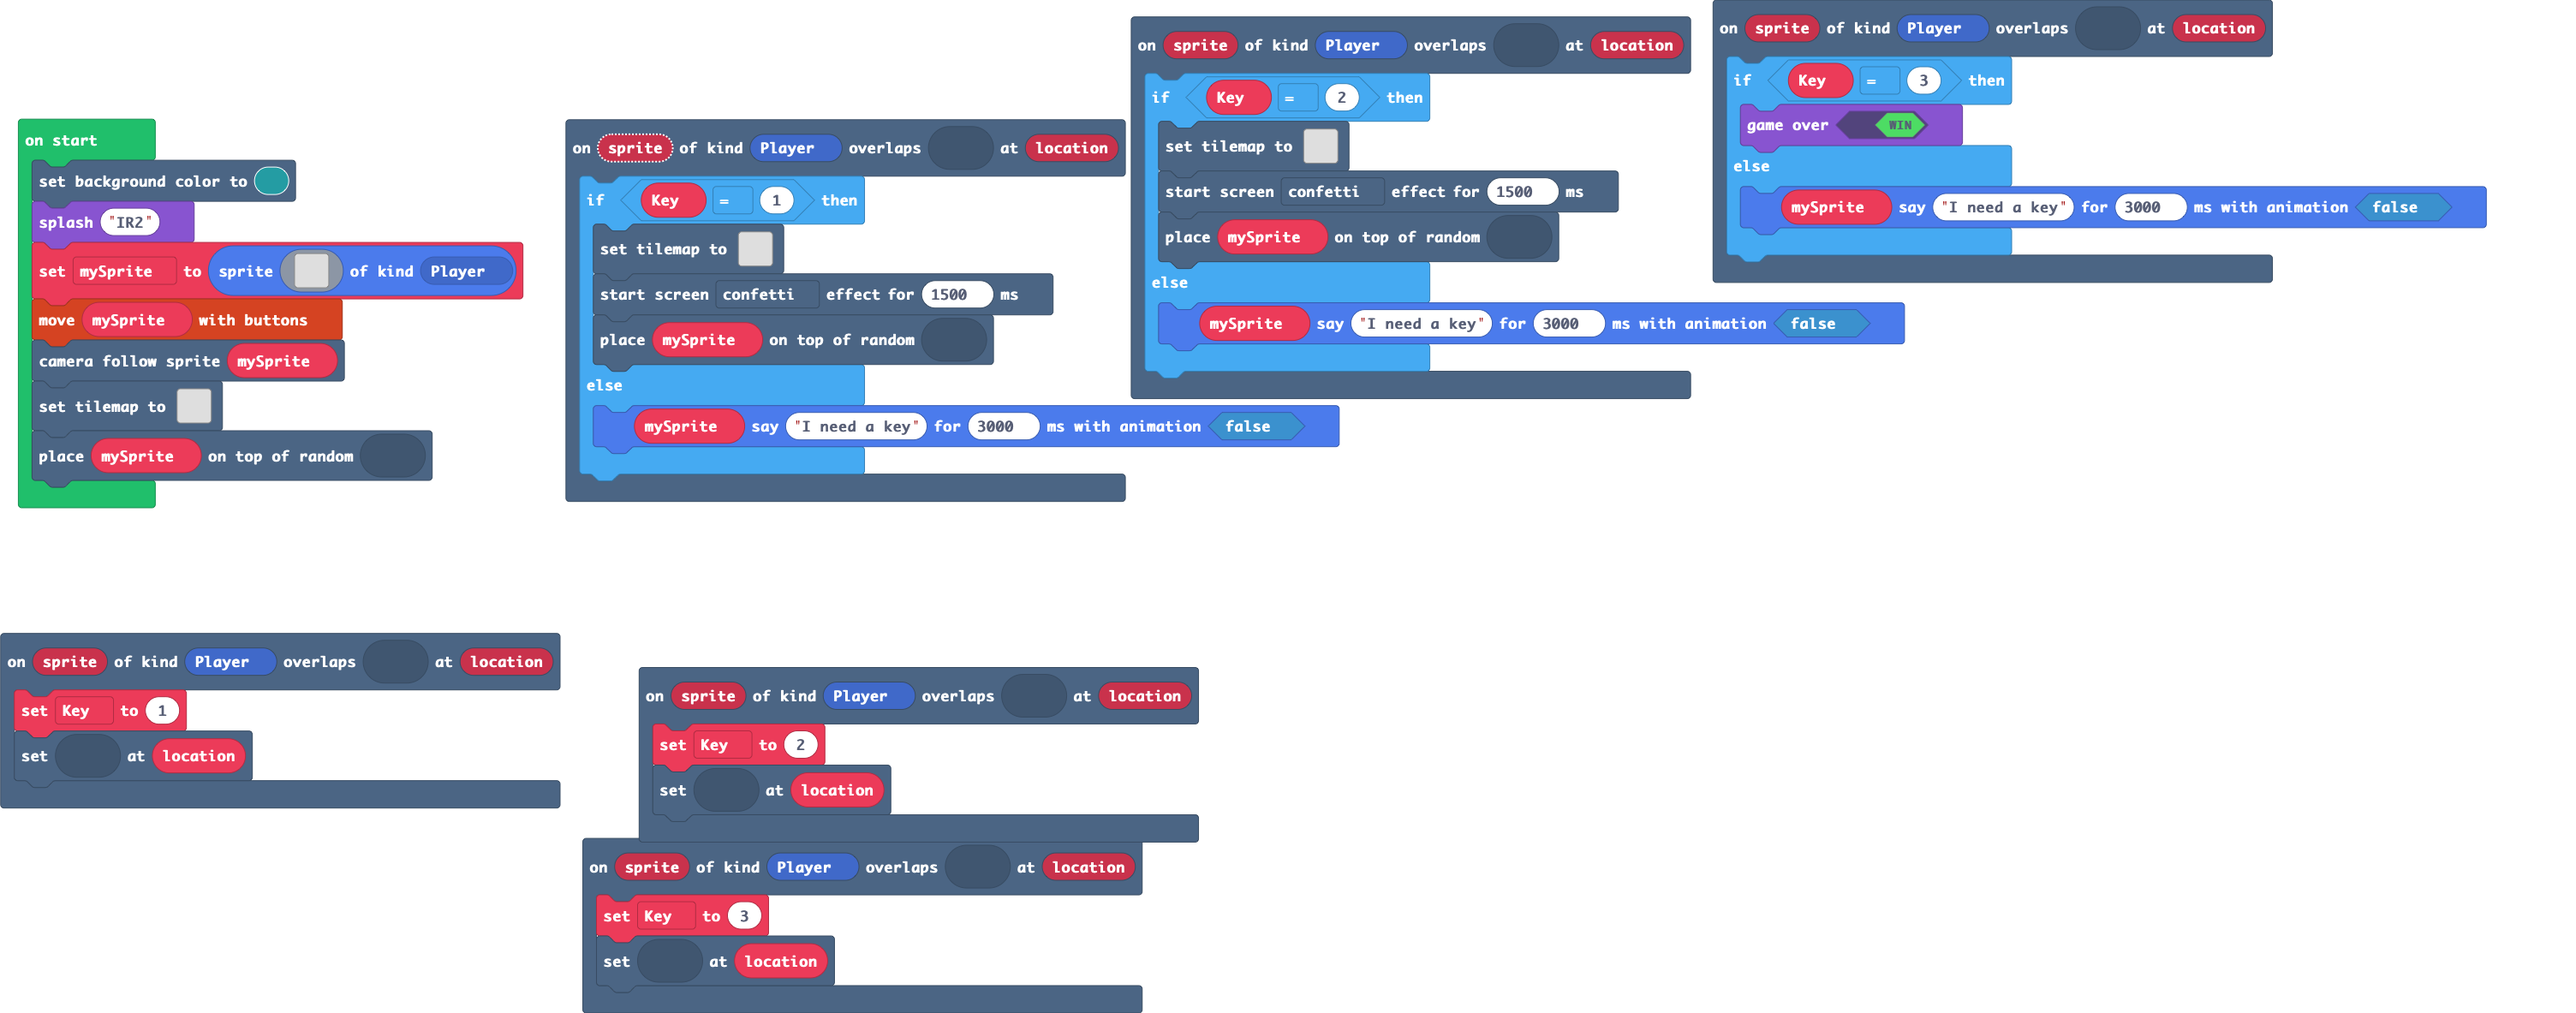 on start
set background color to
splash "IR2"
set mySprite to sprite of kind Player
move mySprite with buttons
camera follow sprite mySprite
set tilemap to
place mySprite on top of random
on sprite of kind Player overlaps at location
if Key = 1 then
set tilemap to
start screen confetti effect for 1500 ms
place mySprite on top of random
else
mySprite say "I need a key" for 3000 ms with animation false
on sprite of kind Player overlaps at location
if Key = 2 then
set tilemap to
start screen confetti effect for 1500 ms
place mySprite on top of random
else
mySprite say "I need a key" for 3000 ms with animation false
on sprite of kind Player overlaps at location
if Key = 3 then
game over WIN
else
mySprite say "I need a key" for 3000 ms with animation false
on sprite of kind Player overlaps at location
set Key to 1
set at location
on sprite of kind Player overlaps at location
set Key to 2
set at location
on sprite of kind Player overlaps at location
set Key to 3
set at location